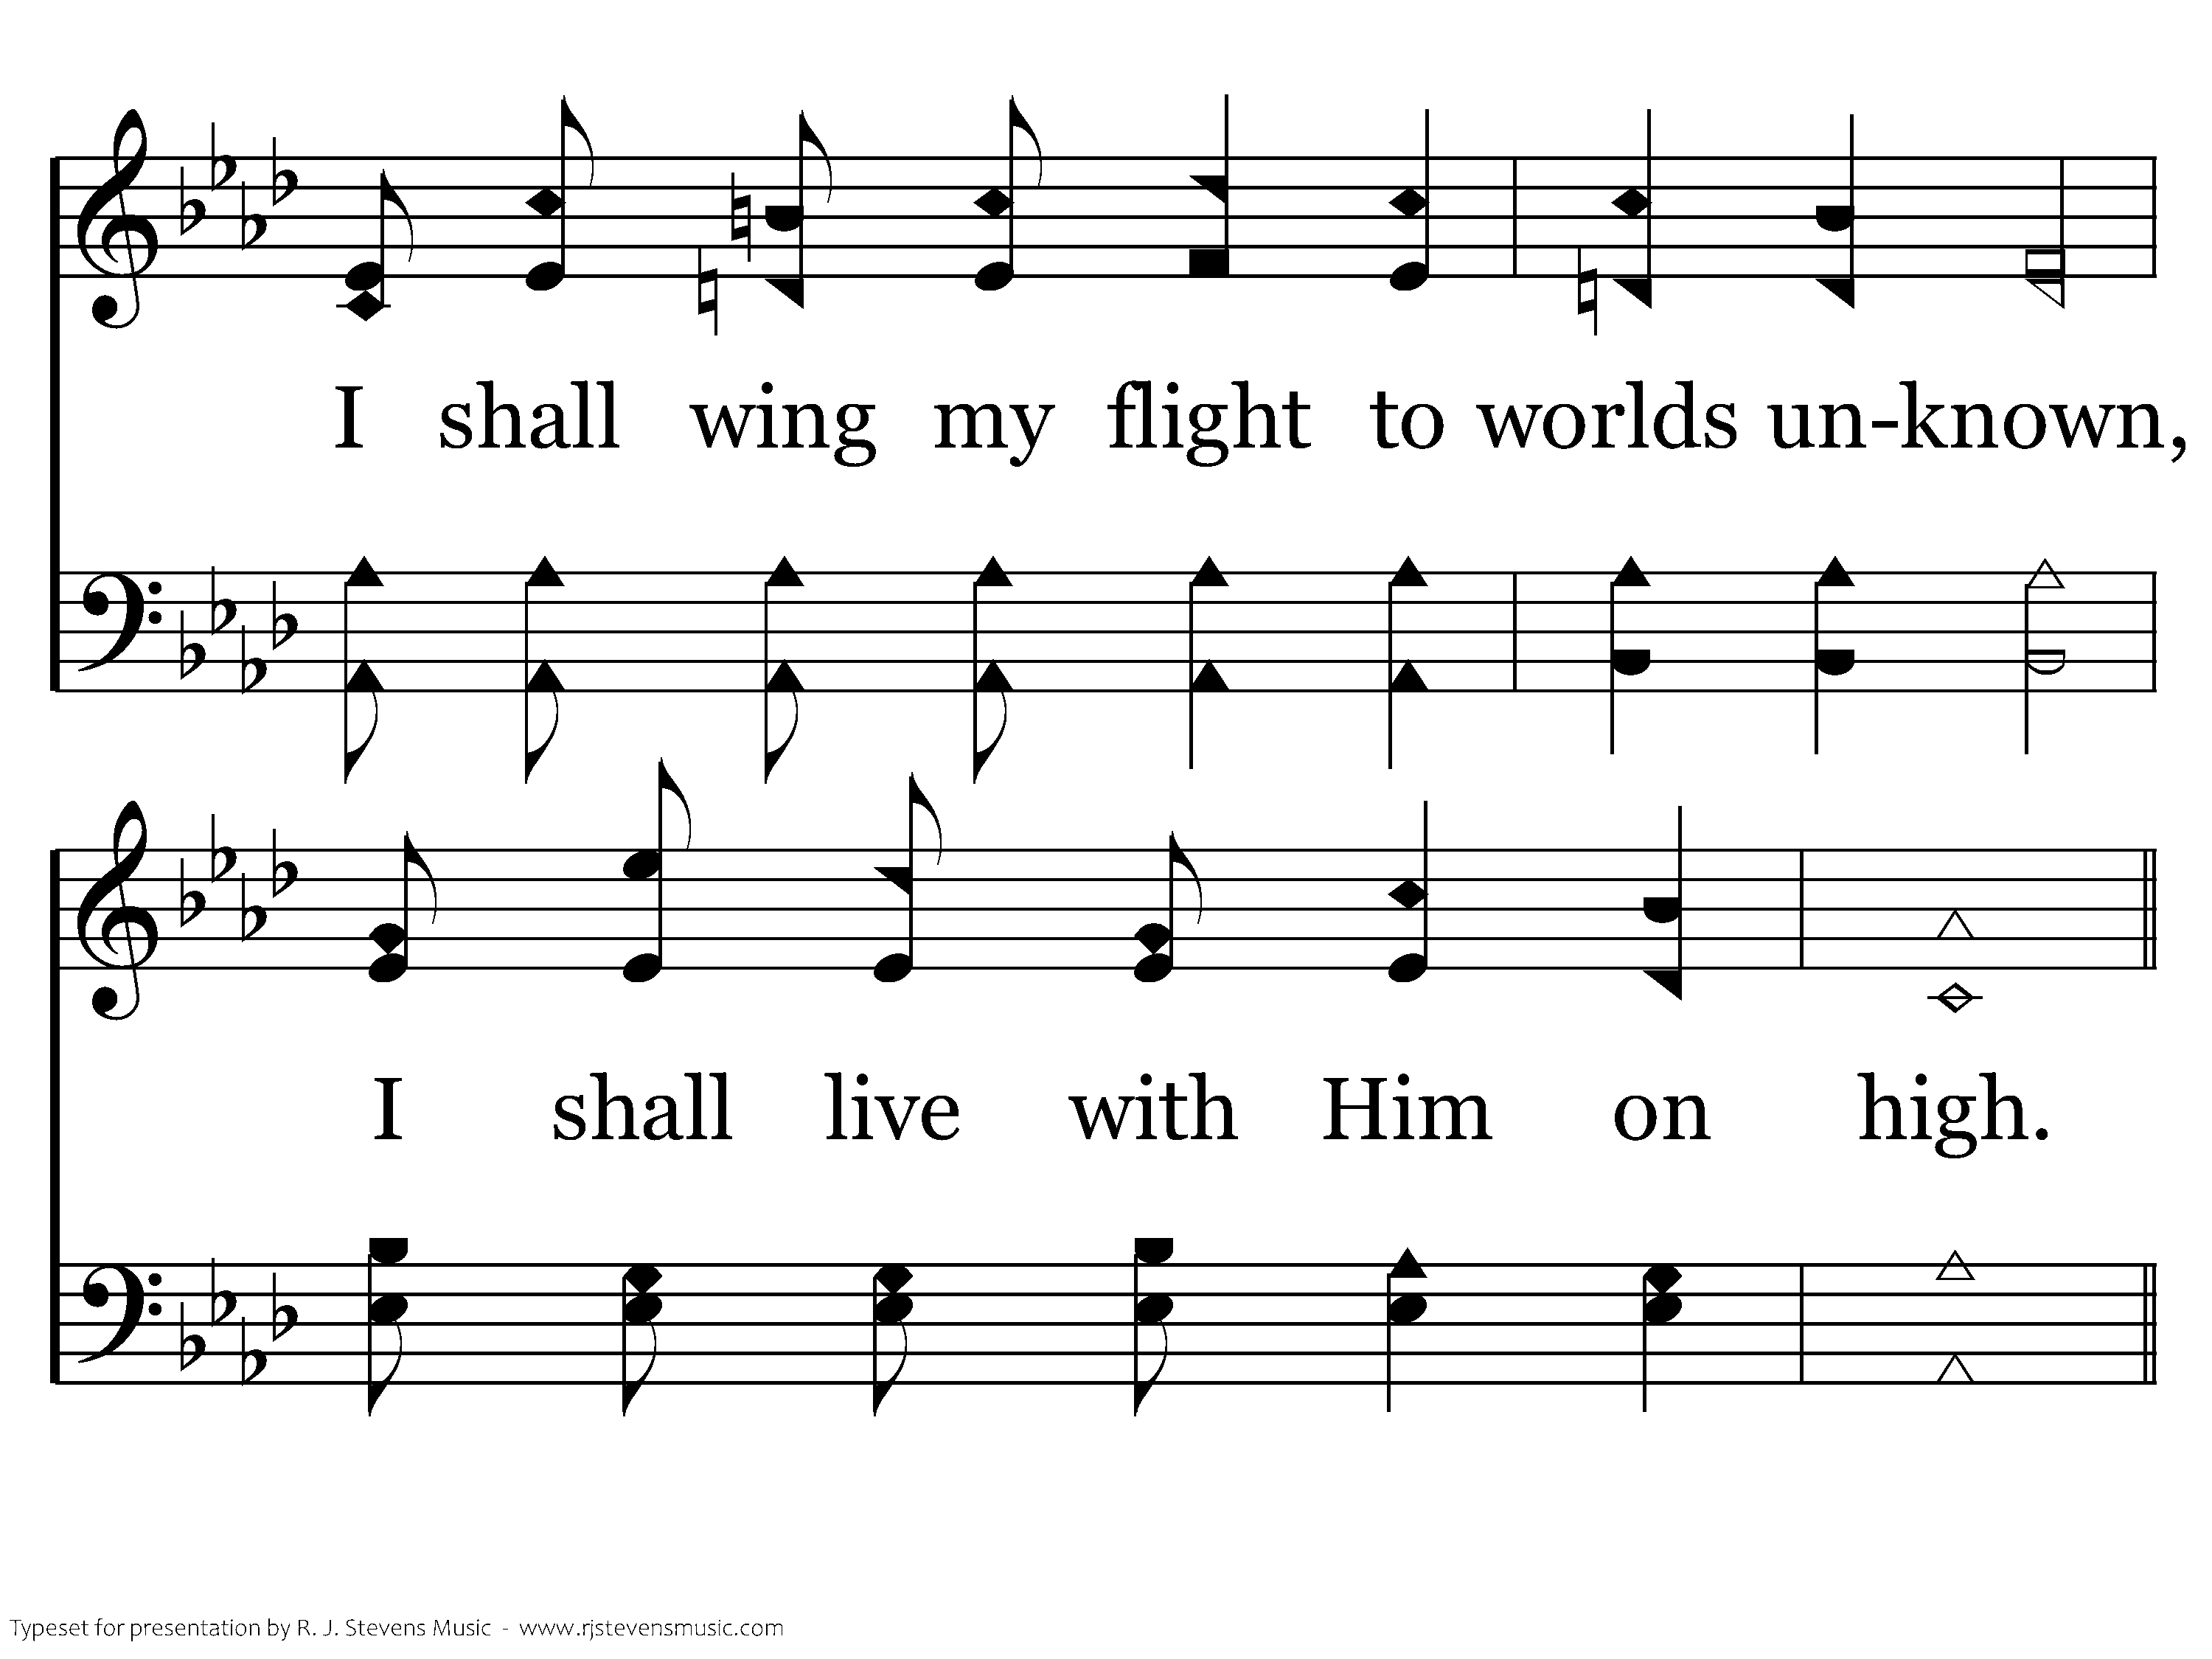 I shall wing my flight to worlds un-known,
I shall live with Him on high.
Typeset for presentation by R. J. Stevens Music - www.rjstevensmusic.com